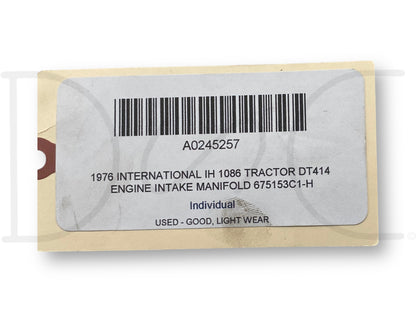 A0245257
1976 INTERNATIONAL IH 1086 TRACTOR DT414
ENGINE INTAKE MANIFOLD 675153C1-H
Individual
USED - GOOD, LIGHT WEAR